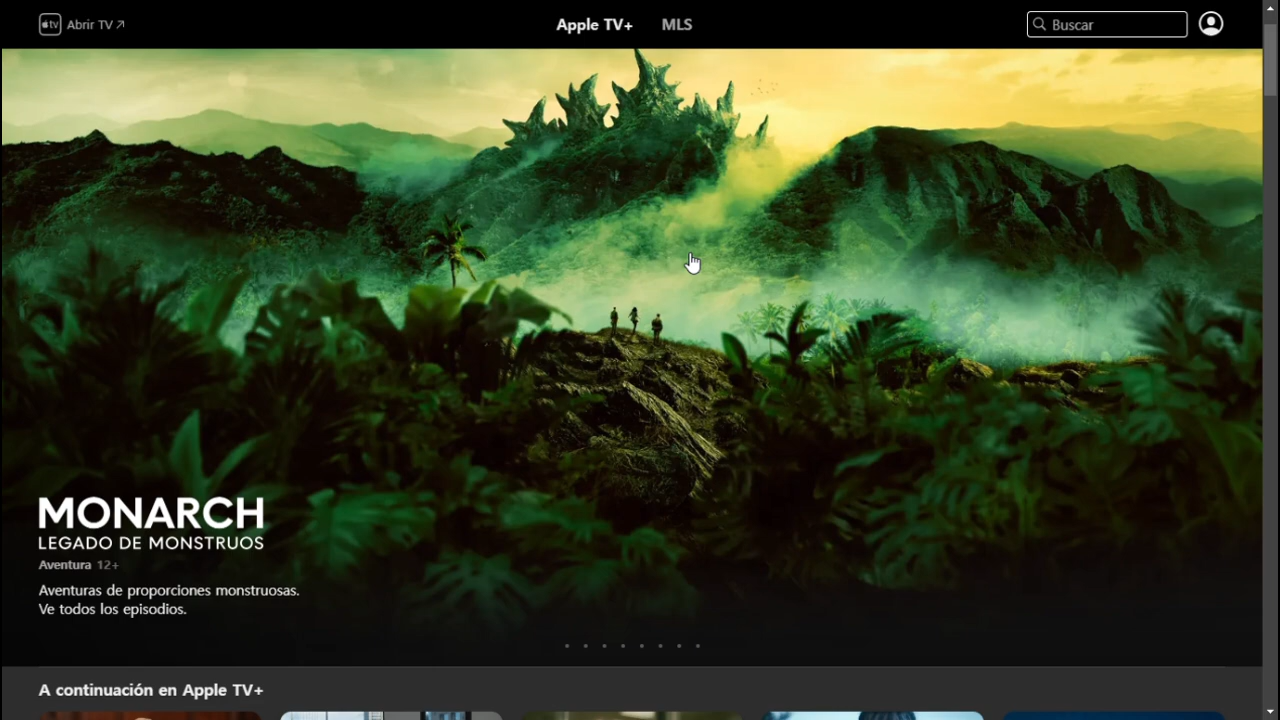 tv Abrir TV ↗
Apple TV+
MLS
Buscar
MONARCH
LEGADO DE MONSTRUOS
Aventura 12+
Aventuras de proporciones monstruosas.
Ve todos los episodios.
A continuación en Apple TV+